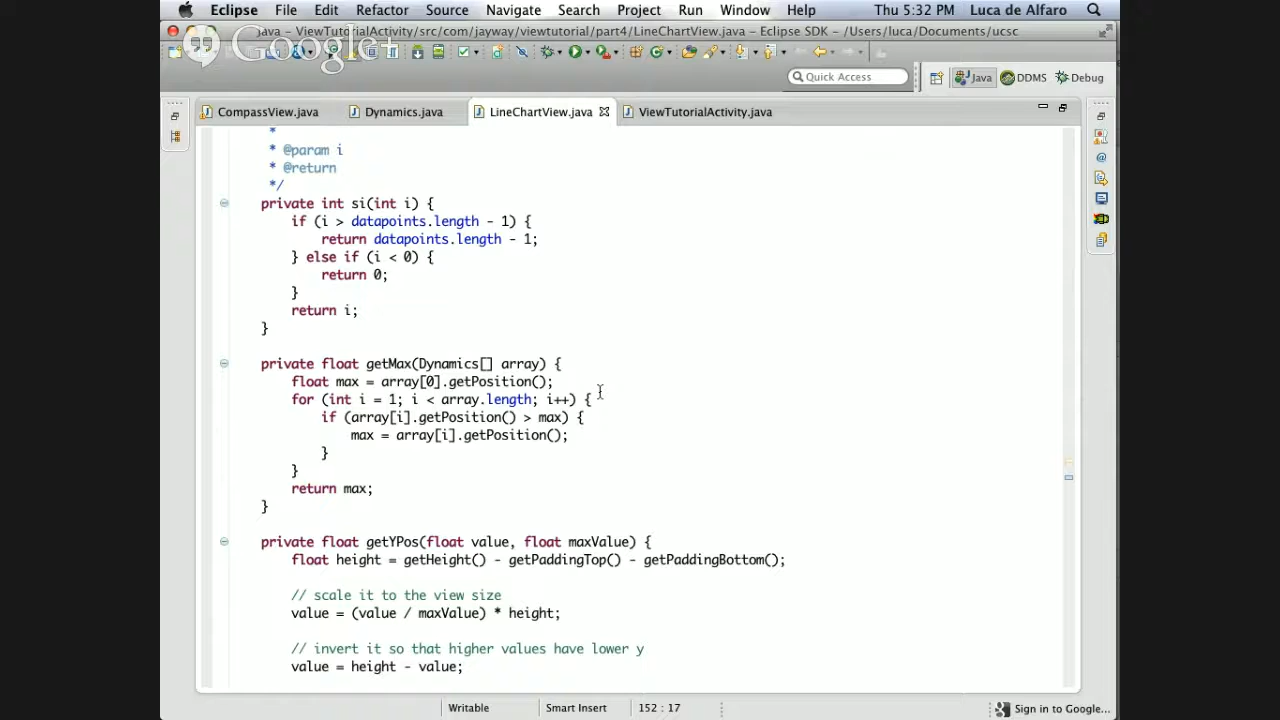 Eclipse File Edit Refactor Source Navigate Search Project Run Window Help Thu 5:32 PM Luca de Alfaro
java – ViewTutorialActivity/src/com/jayway/viewtutorial/part4/LineChartView.java – Eclipse SDK – /Users/luca/Documents/ucsc
Google+
Quick Access Java DDMS Debug
CompassView.java Dynamics.java LineChartView.java ViewTutorialActivity.java
*
* @param i
* @return
*/
private int si(int i) {
if (i > datapoints.length - 1) {
return datapoints.length - 1;
} else if (i < 0) {
return 0;
}
return i;
}
private float getMax(Dynamics[] array) {
float max = array[0].getPosition();
for (int i = 1; i < array.length; i++) {
if (array[i].getPosition() > max) {
max = array[i].getPosition();
}
}
return max;
}
private float getYPos(float value, float maxValue) {
float height = getHeight() - getPaddingTop() - getPaddingBottom();
// scale it to the view size
value = (value / maxValue) * height;
// invert it so that higher values have lower y
value = height - value;
Writable Smart Insert 152 : 17 Sign in to Google...